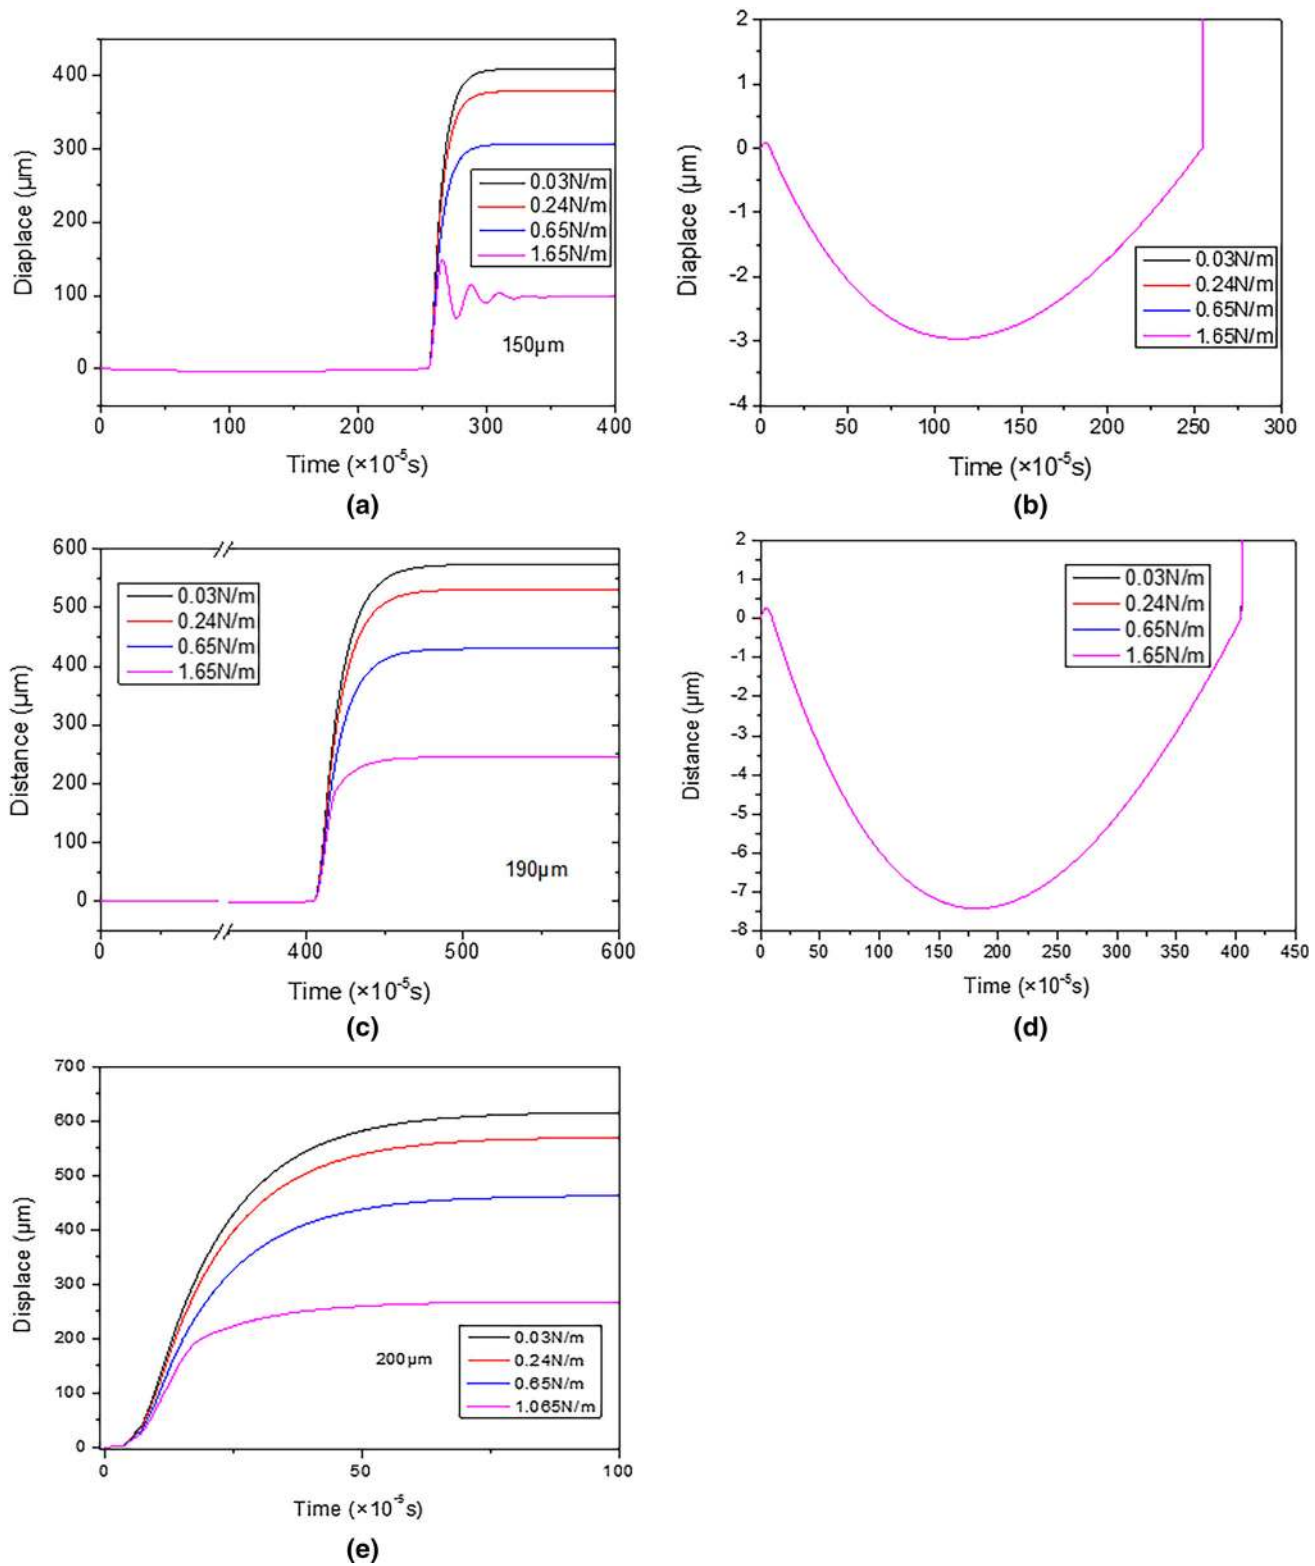 400
300
200
100
0
Diaplace (µm)
0.03N/m
0.24N/m
0.65N/m
1.65N/m
150µm
0 100 200 300 400
Time (×10⁻⁵s)
(a)
2
1
0
-1
-2
-3
-4
Diaplace (µm)
0.03N/m
0.24N/m
0.65N/m
1.65N/m
0 50 100 150 200 250 300
Time (×10⁻⁵s)
(b)
600
500
400
300
200
100
0
Distance (µm)
0.03N/m
0.24N/m
0.65N/m
1.65N/m
190µm
0 400 500 600
Time (×10⁻⁵s)
(c)
2
1
0
-1
-2
-3
-4
-5
-6
-7
-8
Distance (µm)
0.03N/m
0.24N/m
0.65N/m
1.65N/m
0 50 100 150 200 250 300 350 400 450
Time (×10⁻⁵s)
(d)
700
600
500
400
300
200
100
0
Displace (µm)
200µm
0.03N/m
0.24N/m
0.65N/m
1.065N/m
0 50 100
Time (×10⁻⁵s)
(e)